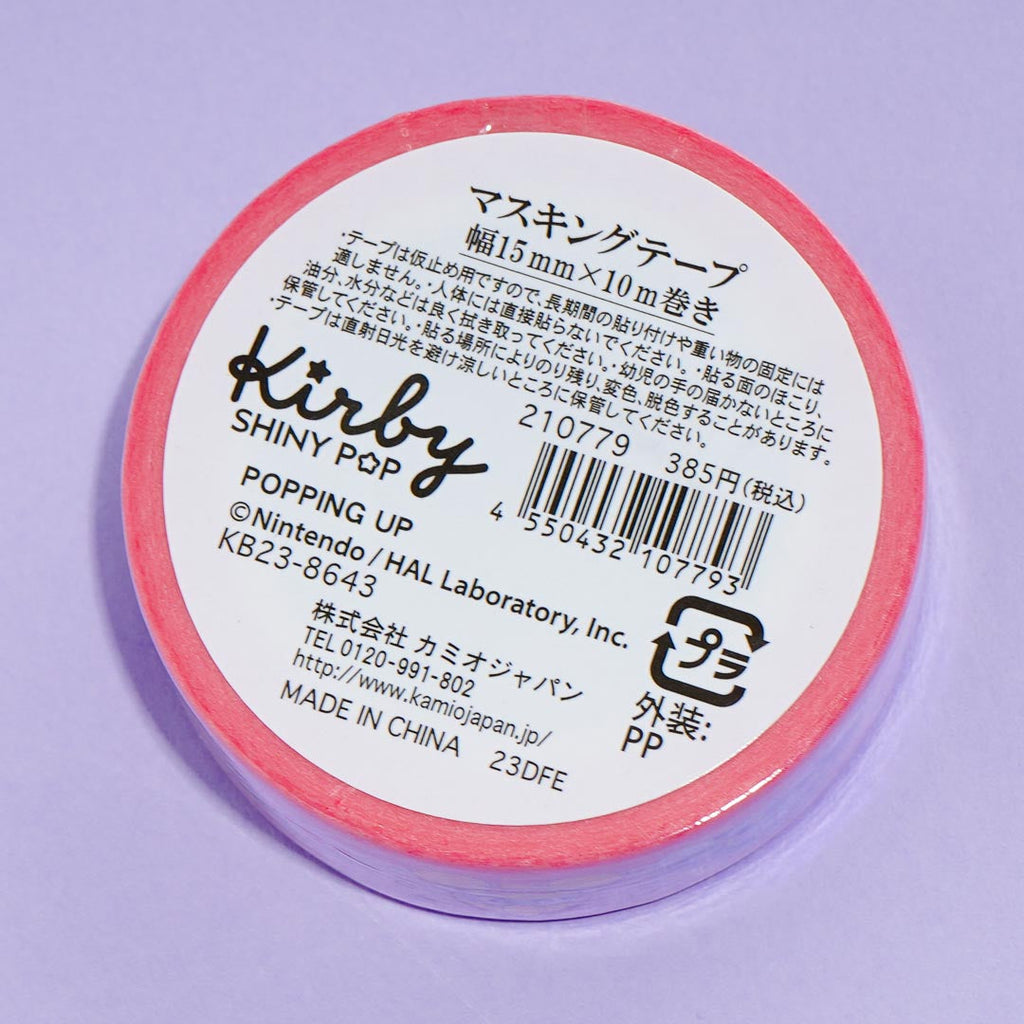 マスキングテープ
幅15mm×10m巻き
・テープは仮止め用ですので、長期間の貼り付けや重い物の固定には
適しません。・人体には直接貼らないでください。・貼る面のほこり、
油分、水分などは良く拭き取ってください。・幼児の手の届かないところに
保管してください。・貼る場所によりのり残り、変色、脱色することがあります。
・テープは直射日光を避け涼しいところに保管してください。
Kirby
SHINY POP
210779 385円(税込)
4 550432 107793
POPPING UP
©Nintendo / HAL Laboratory, Inc.
KB23-8643
プラ
外装:
PP
株式会社 カミオジャパン
TEL 0120-991-802
http://www.kamiojapan.jp/
MADE IN CHINA 23DFE